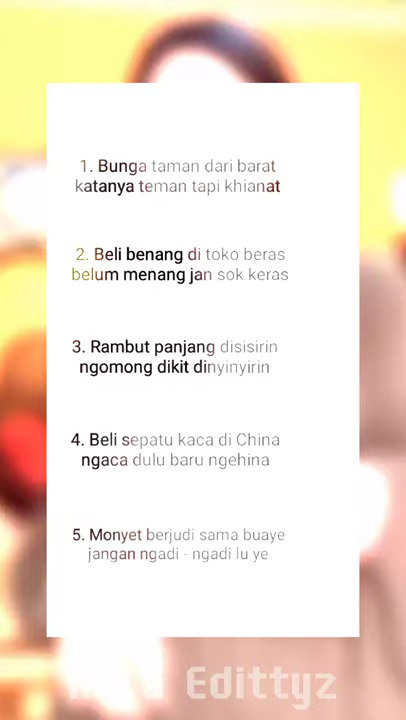 1. Bunga taman dari barat
katanya teman tapi khianat
2. Beli benang di toko beras
belum menang jan sok keras
3. Rambut panjang disisirin
ngomong dikit dinyinyirin
4. Beli sepatu kaca di China
ngaca dulu baru ngehina
5. Monyet berjudi sama buaye
jangan ngadi - ngadi lu ye
Edittyz